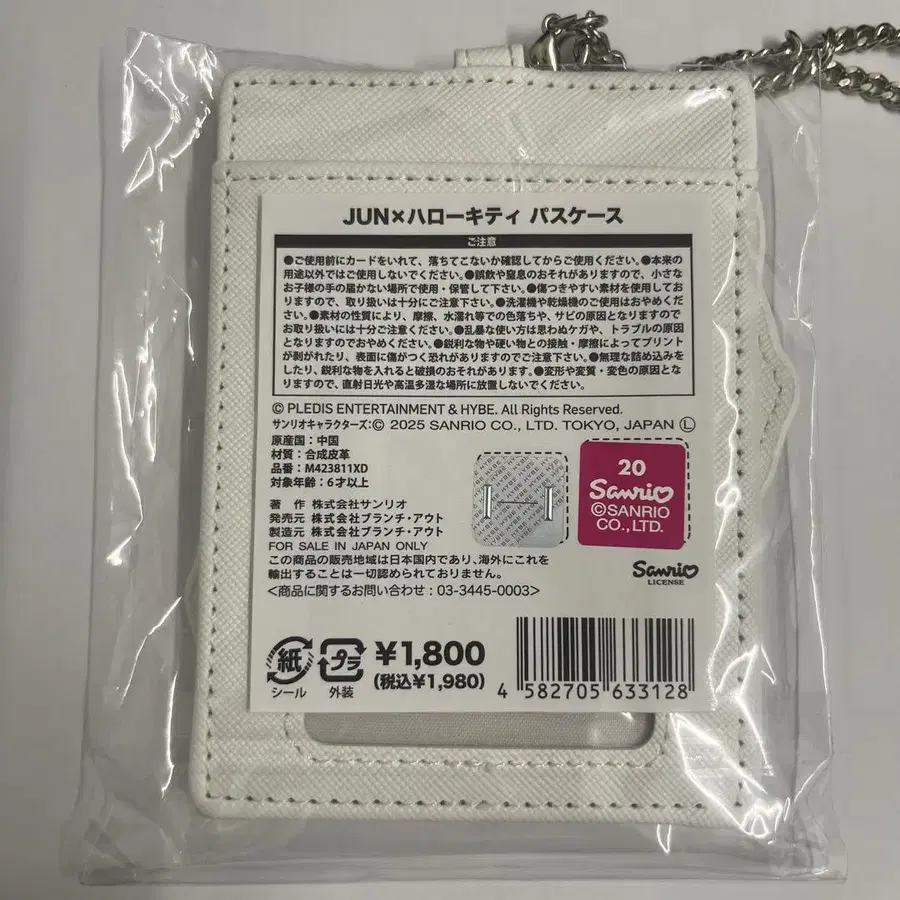 JUN×ハローキティ パスケース
ご注意
●ご使用前にカードをいれて、落ちてこないか確認してからご使用ください。●本来の
用途以外ではご使用しないでください。●誤飲や窒息のおそれがありますので、小さな
お子様の手の届かない場所で使用・保管して下さい。●傷つきやすい素材を使用してお
りますので、取り扱いは十分にご注意下さい。●洗濯機や乾燥機のご使用はおやめくだ
さい。●素材の性質により、摩擦、水濡れ等での色落ちや、サビの原因となりますので
お取り扱いには十分ご注意ください。●乱暴な使い方は思わぬケガや、トラブルの原因
となりますのでおやめください。●鋭利な物や硬い物との接触・摩擦によってプリント
が剥がれたり、表面に傷がつく恐れがありますのでご注意下さい。●無理な詰め込みを
したり、鋭利な物を入れると破損のおそれがあります。●変形や変質・変色の原因とな
りますので、直射日光や高温多湿な場所に放置しないでください。
© PLEDIS ENTERTAINMENT & HYBE. All Rights Reserved.
サンリオキャラクターズ:© 2025 SANRIO CO., LTD. TOKYO, JAPAN Ⓛ
原産国：中国
材質：合成皮革
品番：M423811XD
対象年齢：6才以上
著 作 株式会社サンリオ
発売元 株式会社ブランチ・アウト
製造元 株式会社ブランチ・アウト
FOR SALE IN JAPAN ONLY
この商品の販売地域は日本国内であり、海外にこれを
輸出することは一切認められておりません。
<商品に関するお問い合わせ : 03-3445-0003>
HYBE
20
Sanrio
©SANRIO
CO., LTD.
Sanrio
LICENSE
紙
シール
プラ
外装
¥1,800
(税込¥1,980)
4 582705 633128